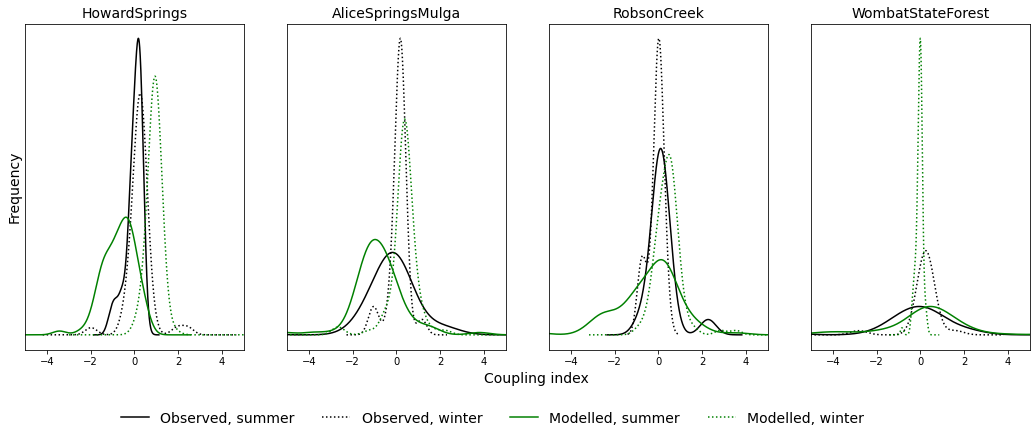 HowardSprings
AliceSpringsMulga
RobsonCreek
WombatStateForest
Frequency
−4 −2 0 2 4
−4 −2 0 2 4
−4 −2 0 2 4
−4 −2 0 2 4
Coupling index
Observed, summer
Observed, winter
Modelled, summer
Modelled, winter